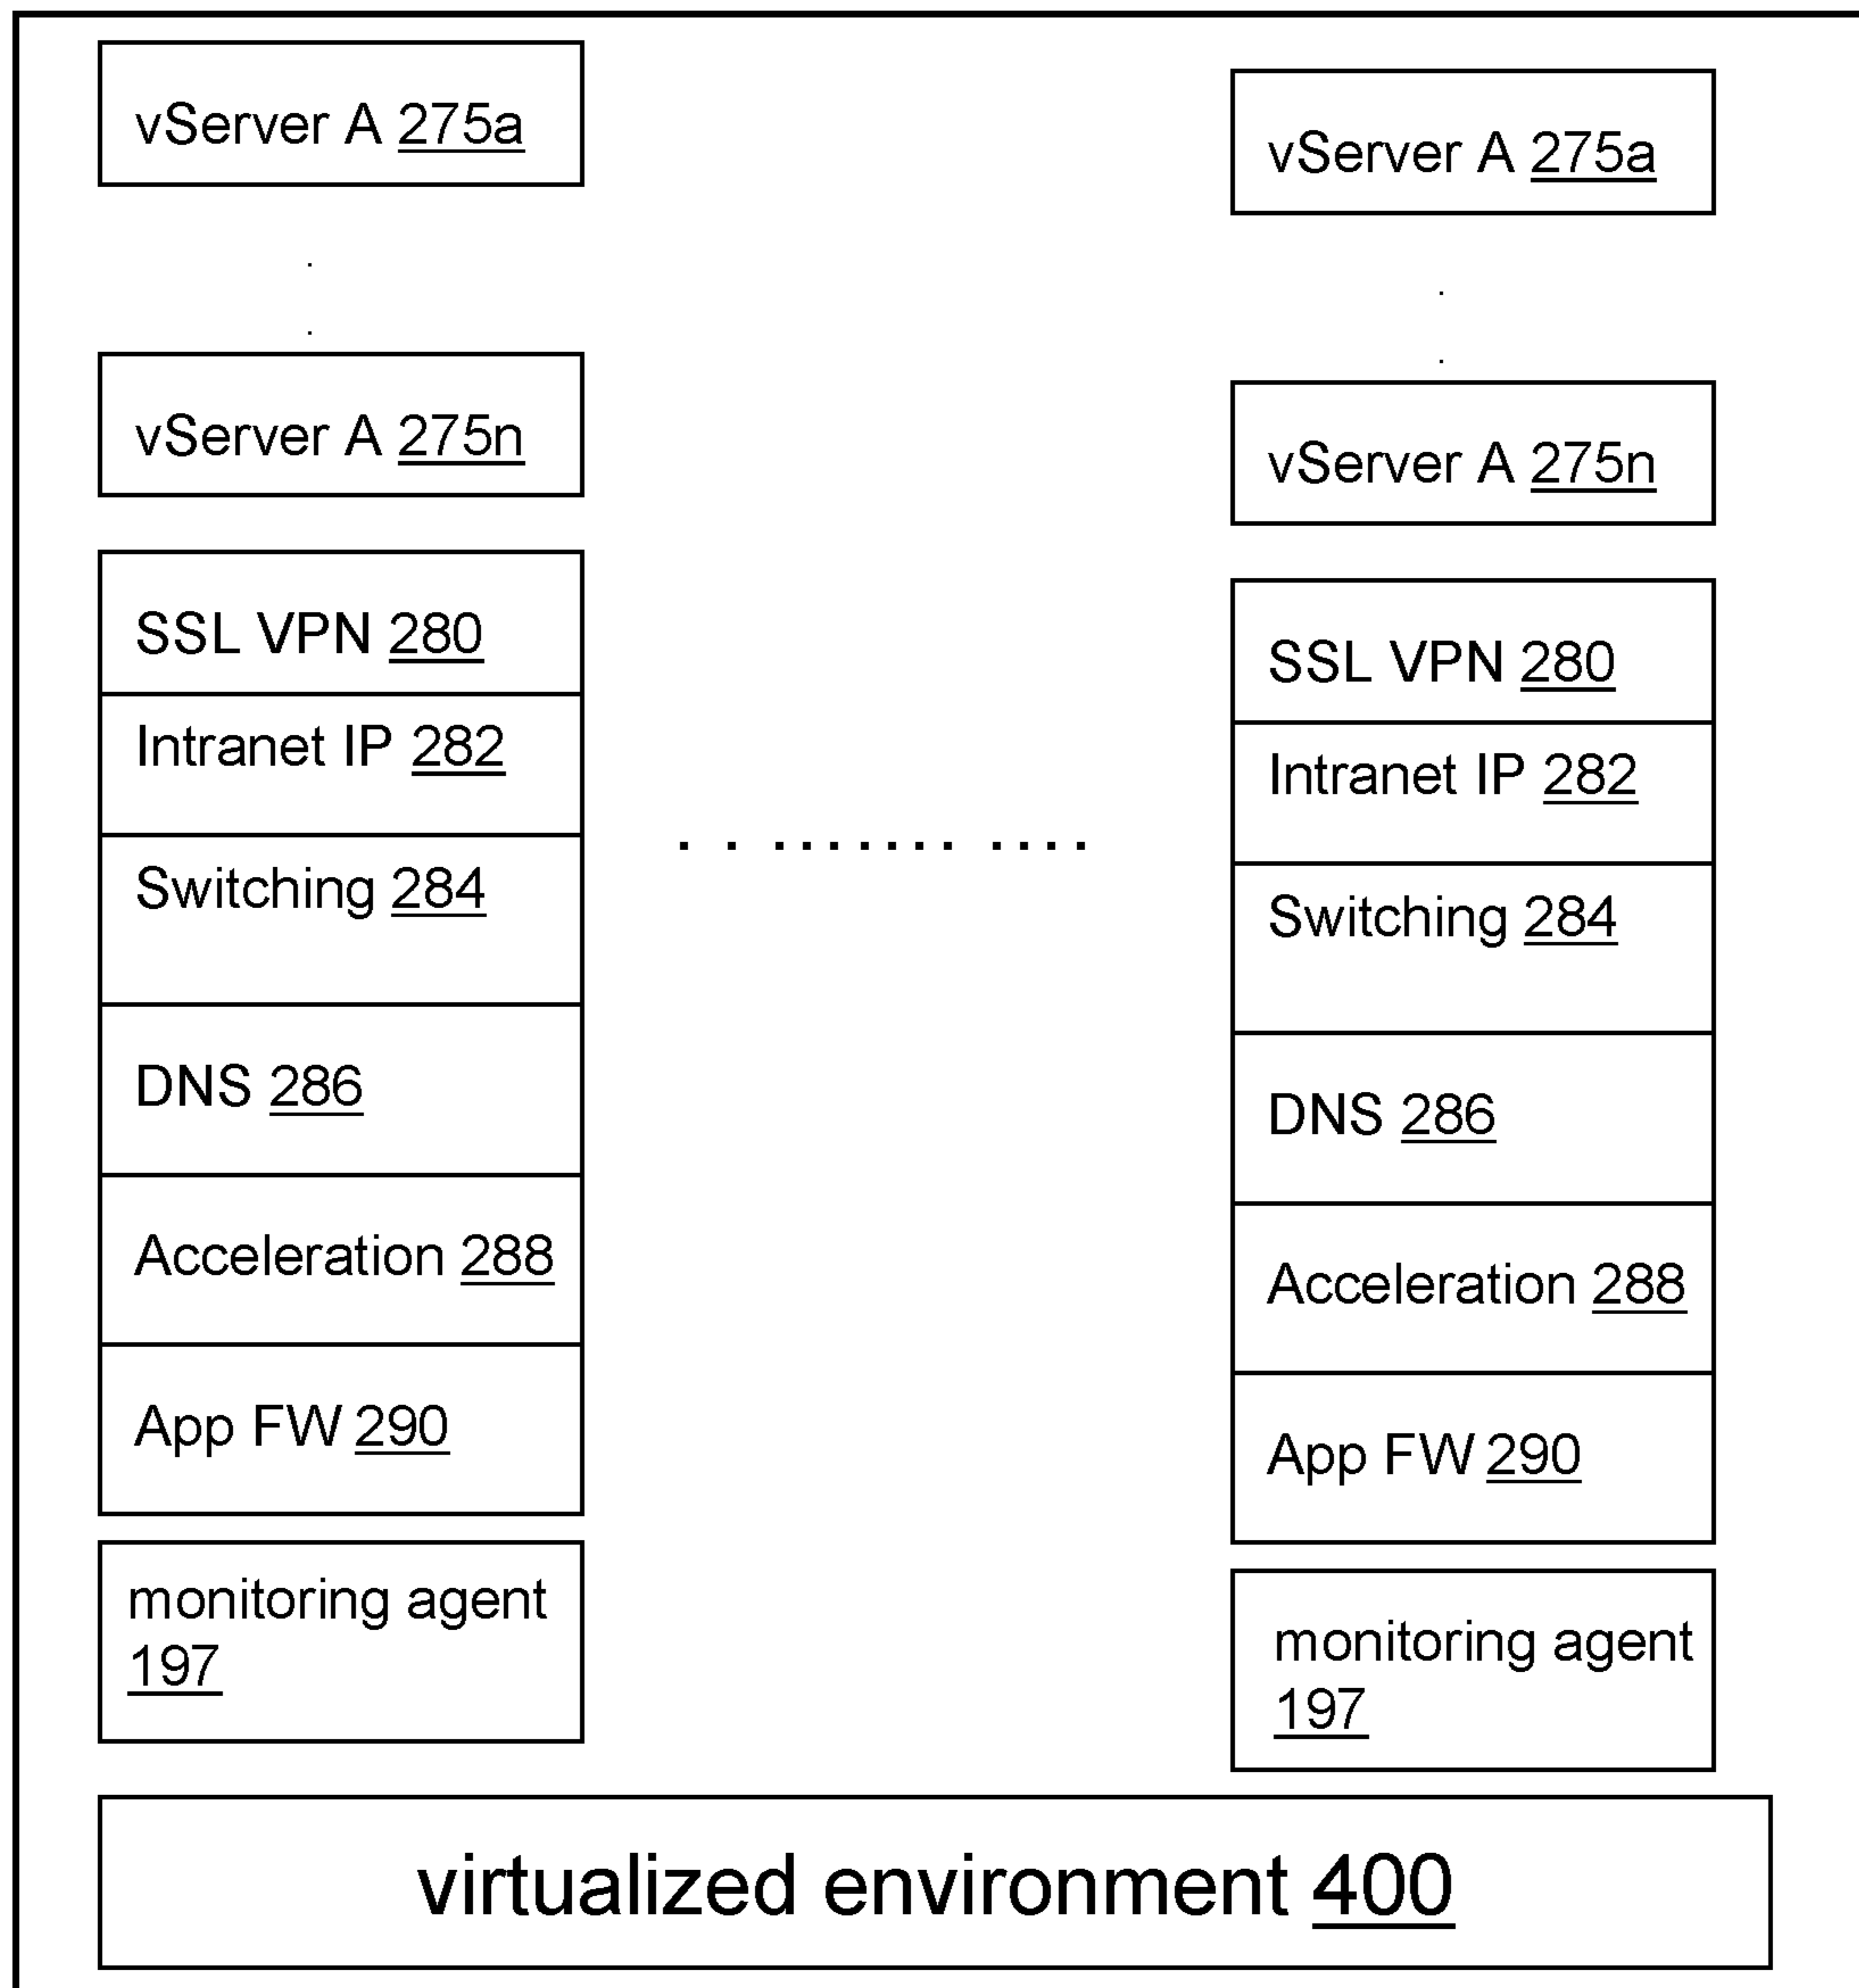 vServer A 275a
vServer A 275n
SSL VPN 280
Intranet IP 282
Switching 284
DNS 286
Acceleration 288
App FW 290
monitoring agent
197
vServer A 275a
vServer A 275n
SSL VPN 280
Intranet IP 282
Switching 284
DNS 286
Acceleration 288
App FW 290
monitoring agent
197
virtualized environment 400